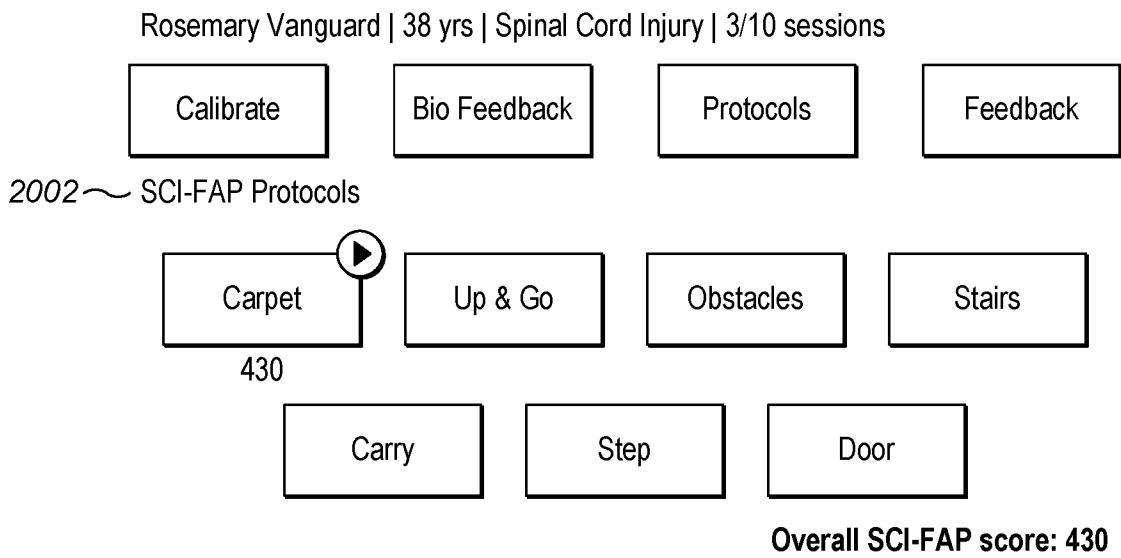 Rosemary Vanguard | 38 yrs | Spinal Cord Injury | 3/10 sessions
Calibrate Bio Feedback Protocols Feedback
2002 SCI-FAP Protocols
Carpet Up & Go Obstacles Stairs
430
Carry Step Door
Overall SCI-FAP score: 430